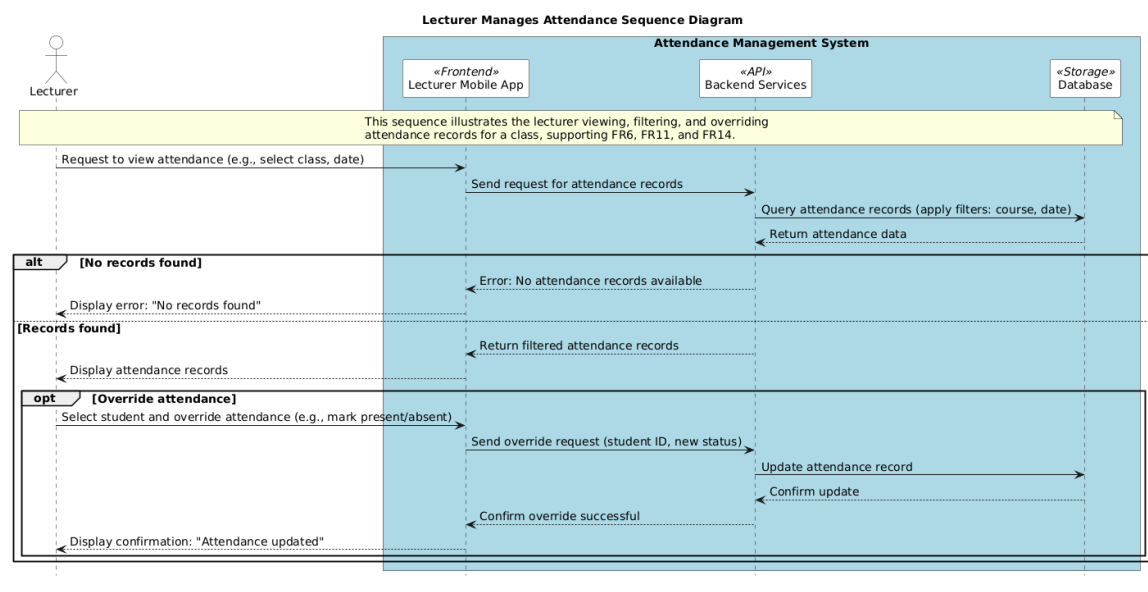 Lecturer Manages Attendance Sequence Diagram
Attendance Management System
Lecturer
«Frontend»
Lecturer Mobile App
«API»
Backend Services
«Storage»
Database
This sequence illustrates the lecturer viewing, filtering, and overriding
attendance records for a class, supporting FR6, FR11, and FR14.
Request to view attendance (e.g., select class, date)
Send request for attendance records
Query attendance records (apply filters: course, date)
Return attendance data
alt [No records found]
Error: No attendance records available
Display error: "No records found"
[Records found]
Return filtered attendance records
Display attendance records
opt [Override attendance]
Select student and override attendance (e.g., mark present/absent)
Send override request (student ID, new status)
Update attendance record
Confirm update
Confirm override successful
Display confirmation: "Attendance updated"